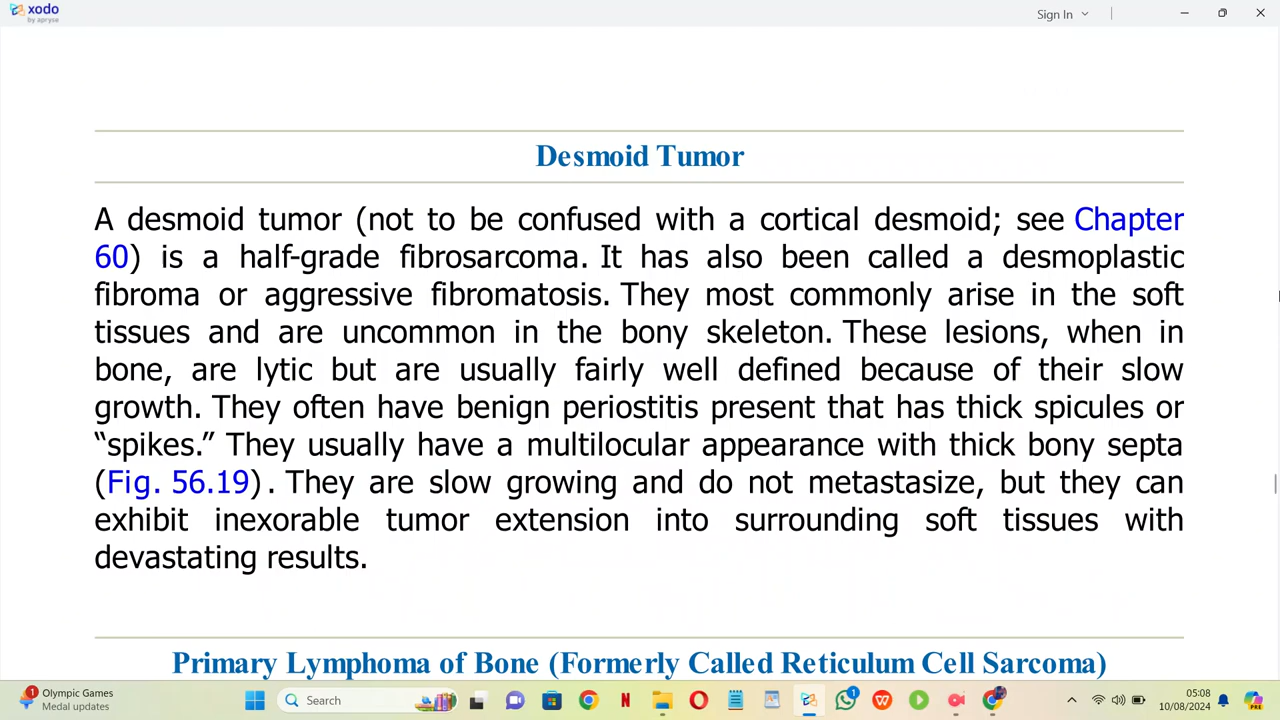 xodo
by apryse
Sign In
Desmoid Tumor
A desmoid tumor (not to be confused with a cortical desmoid; see Chapter
60) is a half-grade fibrosarcoma. It has also been called a desmoplastic
fibroma or aggressive fibromatosis. They most commonly arise in the soft
tissues and are uncommon in the bony skeleton. These lesions, when in
bone, are lytic but are usually fairly well defined because of their slow
growth. They often have benign periostitis present that has thick spicules or
“spikes.” They usually have a multilocular appearance with thick bony septa
(Fig. 56.19). They are slow growing and do not metastasize, but they can
exhibit inexorable tumor extension into surrounding soft tissues with
devastating results.
Primary Lymphoma of Bone (Formerly Called Reticulum Cell Sarcoma)
1
Olympic Games
Medal updates
Search
N
1
W
PRE
05:08
10/08/2024